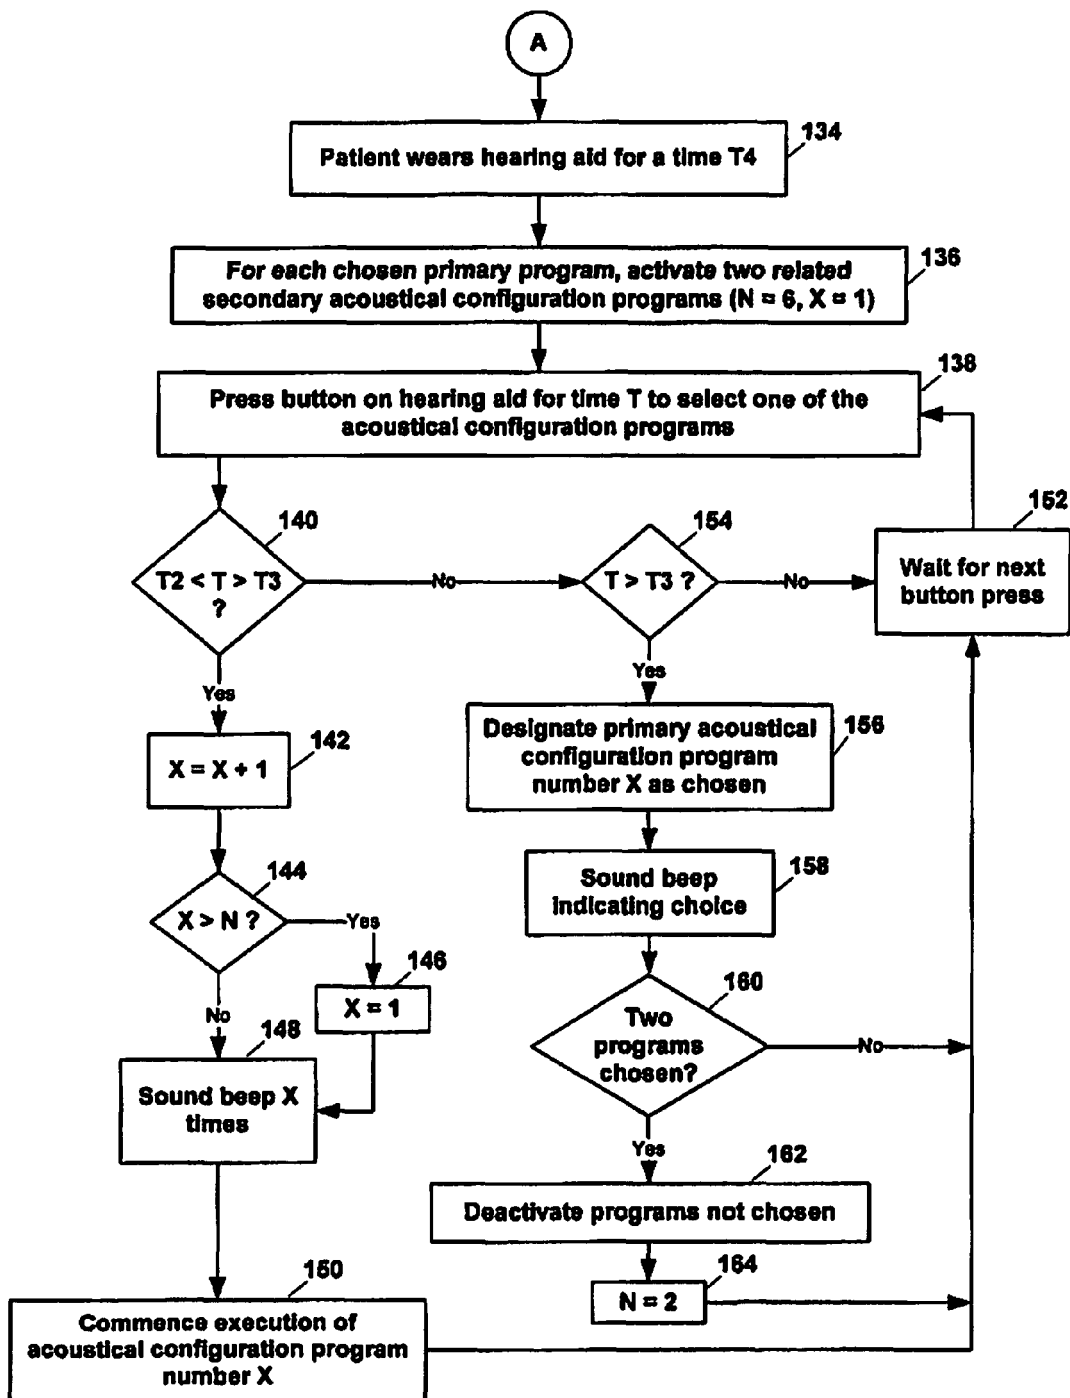 A
134
Patient wears hearing aid for a time T4
136
For each chosen primary program, activate two related
secondary acoustical configuration programs (N = 6, X = 1)
138
Press button on hearing aid for time T to select one of the
acoustical configuration programs
140
T2 < T > T3
?
No
154
T > T3 ?
No
152
Wait for next
button press
Yes
142
X = X + 1
144
X > N ?
Yes
146
X = 1
No
148
Sound beep X
times
150
Commence execution of
acoustical configuration program
number X
Yes
156
Designate primary acoustical
configuration program
number X as chosen
158
Sound beep
indicating choice
160
Two
programs
chosen?
No
Yes
162
Deactivate programs not chosen
164
N = 2